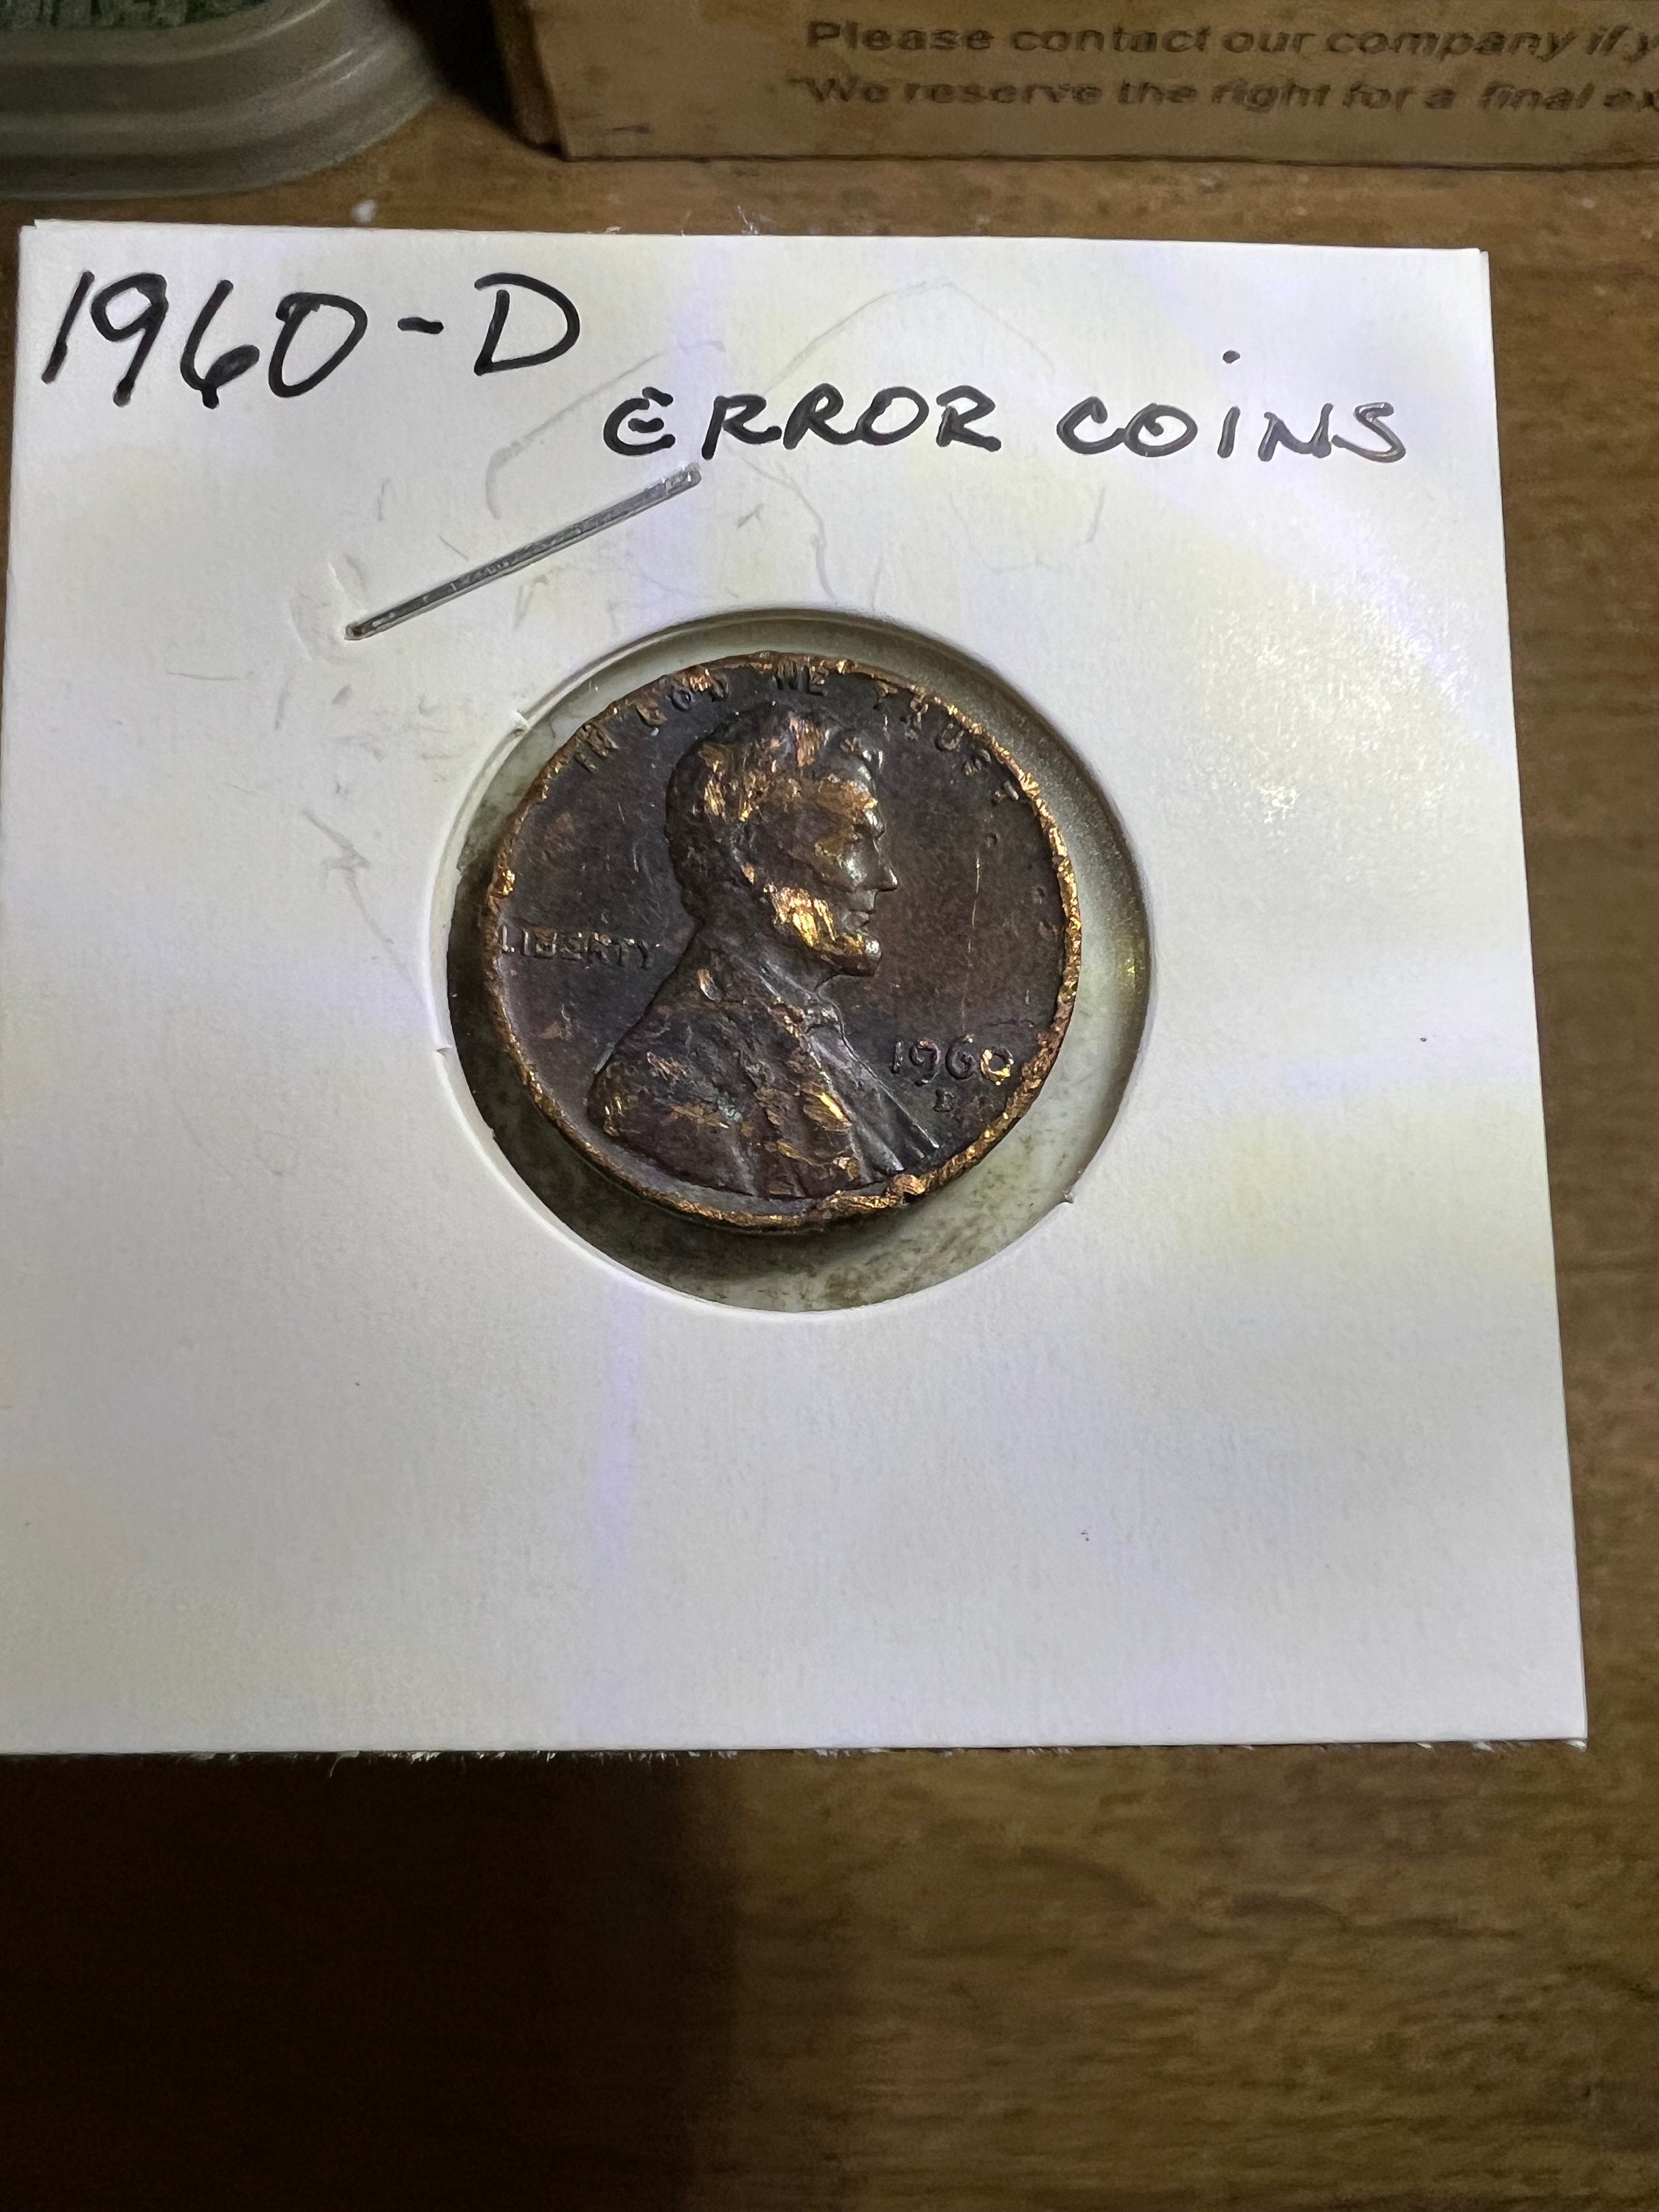 Please contact our company if y
"We reserve the right for a final ex
1960-D
ERROR COINS
IN GOD WE TRUST
LIBERTY
1960
D